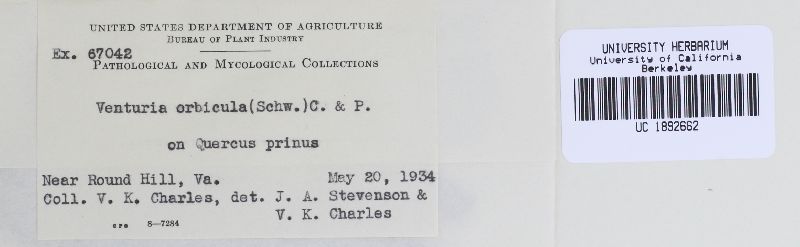 UNITED STATES DEPARTMENT OF AGRICULTURE
BUREAU OF PLANT INDUSTRY
Ex. 67042
PATHOLOGICAL AND MYCOLOGICAL COLLECTIONS
Venturia orbicula(Schw.)C. & P.
on Quercus prinus
Near Round Hill, Va. May 20, 1934
Coll. V. K. Charles, det. J. A. Stevenson &
V. K. Charles
GPO 8—7284
UNIVERSITY HERBARIUM
University of California
Berkeley
UC 1892662